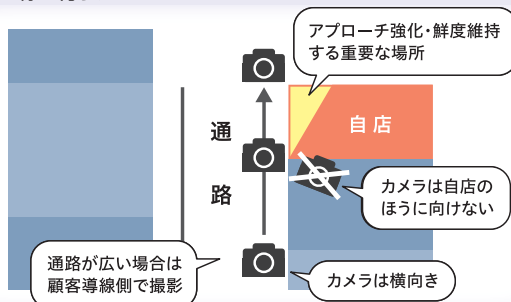 アプローチ強化・鮮度維持
する重要な場所
自店
通
路
カメラは自店の
ほうに向けない
通路が広い場合は
顧客導線側で撮影
カメラは横向き